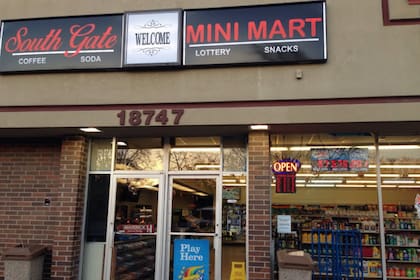 South Gate
COFFEE SODA
WELCOME
MINI MART
LOTTERY SNACKS
18747
OPEN
Play
Here